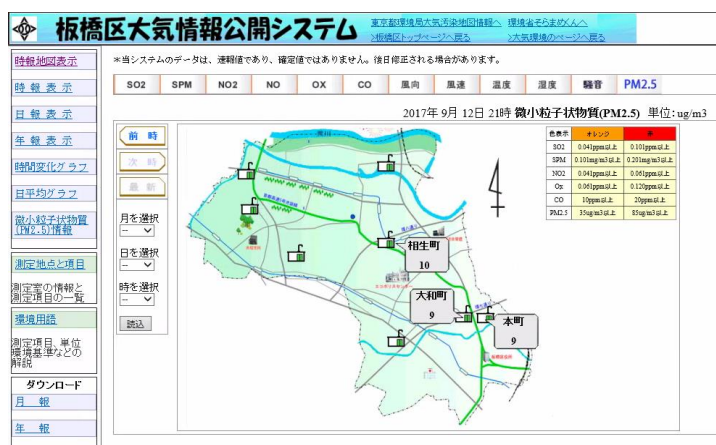 板橋区大気情報公開システム
東京都環境局大気汚染地図情報へ 環境省そらまめくんへ
>板橋区トップページへ戻る >大気環境のページへ戻る
時報地図表示
時 報 表 示
日 報 表 示
年 報 表 示
時間変化グラフ
日平均グラフ
微小粒子状物質
(PM2.5)情報
測定地点と項目
測定室の情報と
測定項目の一覧
環境用語
測定項目、単位
環境基準などの
解説
ダウンロード
月 報
年 報
*当システムのデータは、速報値であり、確定値ではありません。後日修正される場合があります。
SO2 SPM NO2 NO OX CO 風向 風速 温度 湿度 騒音 PM2.5
2017年 9月 12日 21時 微小粒子状物質(PM2.5) 単位:ug/m3
前 時
次 時
最 新
月を選択
--
日を選択
--
時を選択
--
読込
色表示 オレンジ 赤
SO2 0.041ppm以上 0.101ppm以上
SPM 0.101mg/m3以上 0.201mg/m3以上
NO2 0.041ppm以上 0.061ppm以上
Ox 0.061ppm以上 0.120ppm以上
CO 10ppm以上 20ppm以上
PM2.5 35ug/m3以上 85ug/m3以上
4
相生町
10
大和町
9
本町
9